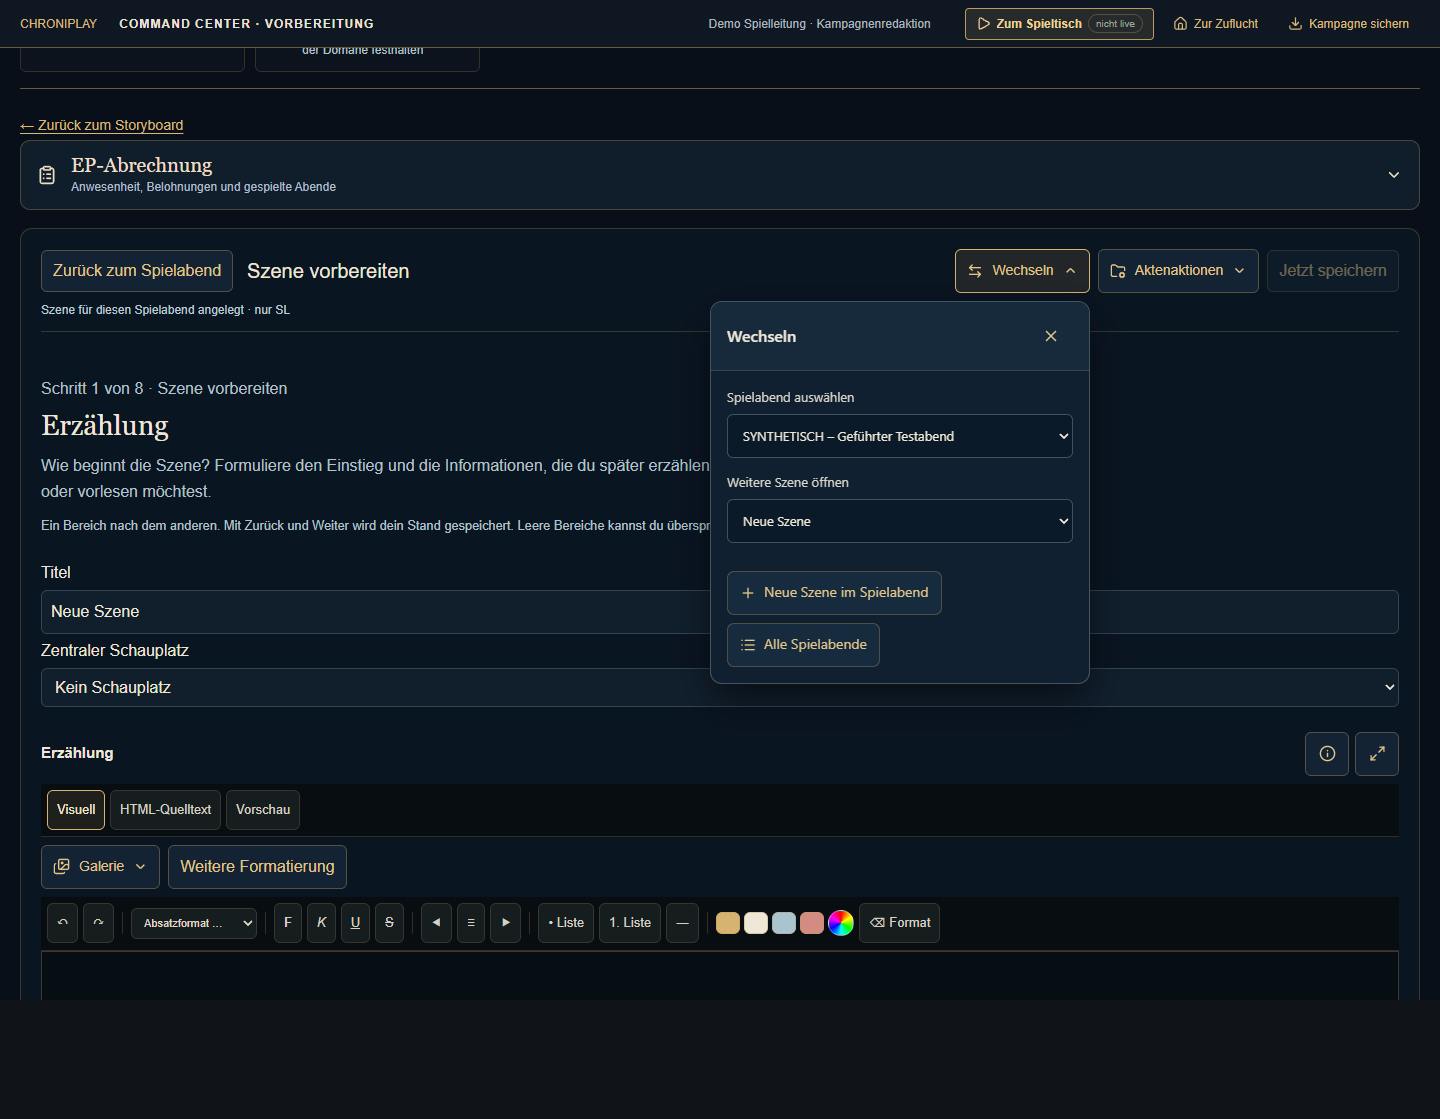 CHRONIPLAY COMMAND CENTER · VORBEREITUNG
Demo Spielleitung · Kampagnenredaktion
Zum Spieltisch nicht live
Zur Zuflucht
Kampagne sichern
der Domäne festhalten
← Zurück zum Storyboard
EP-Abrechnung
Anwesenheit, Belohnungen und gespielte Abende
Zurück zum Spielabend
Szene vorbereiten
Wechseln
Aktenaktionen
Jetzt speichern
Szene für diesen Spielabend angelegt · nur SL
Wechseln
Spielabend auswählen
SYNTHETISCH – Geführter Testabend
Weitere Szene öffnen
Neue Szene
Neue Szene im Spielabend
Alle Spielabende
Schritt 1 von 8 · Szene vorbereiten
Erzählung
Wie beginnt die Szene? Formuliere den Einstieg und die Informationen, die du später erzählen
oder vorlesen möchtest.
Ein Bereich nach dem anderen. Mit Zurück und Weiter wird dein Stand gespeichert. Leere Bereiche kannst du überspr
Titel
Neue Szene
Zentraler Schauplatz
Kein Schauplatz
Erzählung
Visuell
HTML-Quelltext
Vorschau
Galerie
Weitere Formatierung
Absatzformat ...
F K U S
• Liste
1. Liste
—
⌫ Format